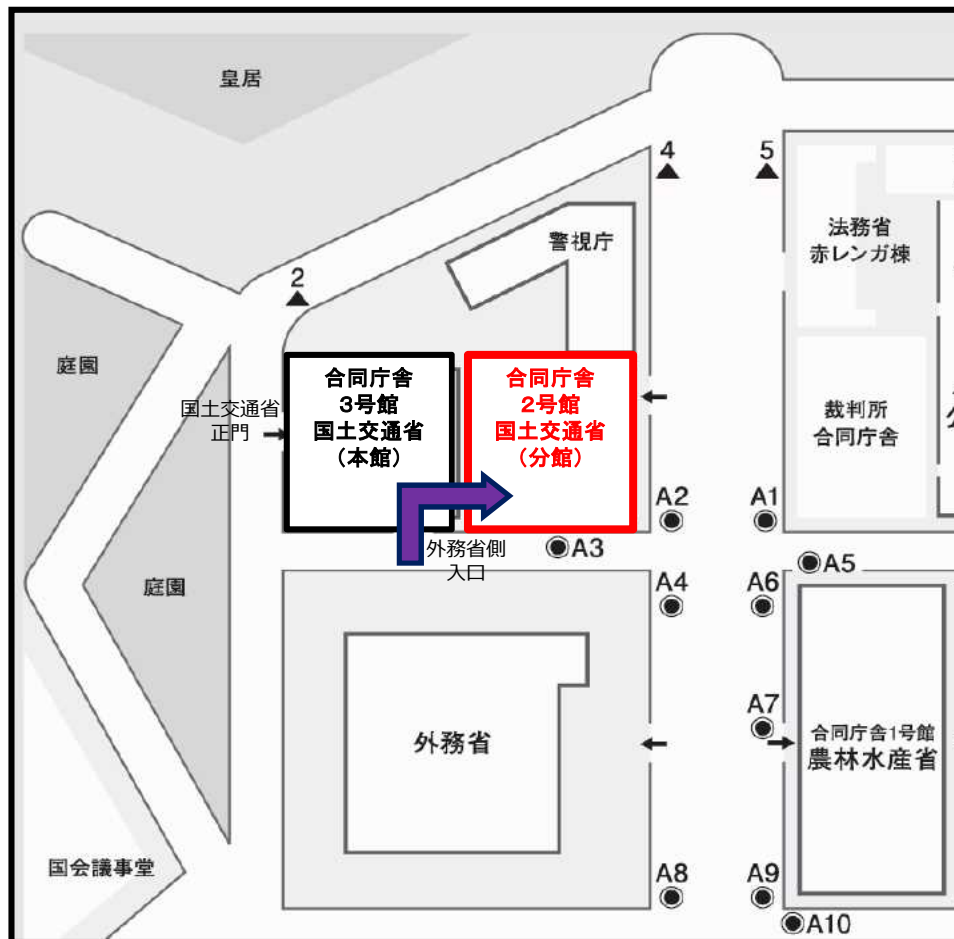 皇居
4
5
法務省
赤レンガ棟
警視庁
2
庭園
合同庁舎
3号館
国土交通省
（本館）
合同庁舎
2号館
国土交通省
（分館）
国土交通省
正門
裁判所
合同庁舎
A2
A1
外務省側
入口
A3
A5
庭園
A4
A6
A7
外務省
合同庁舎1号館
農林水産省
国会議事堂
A8
A9
A10